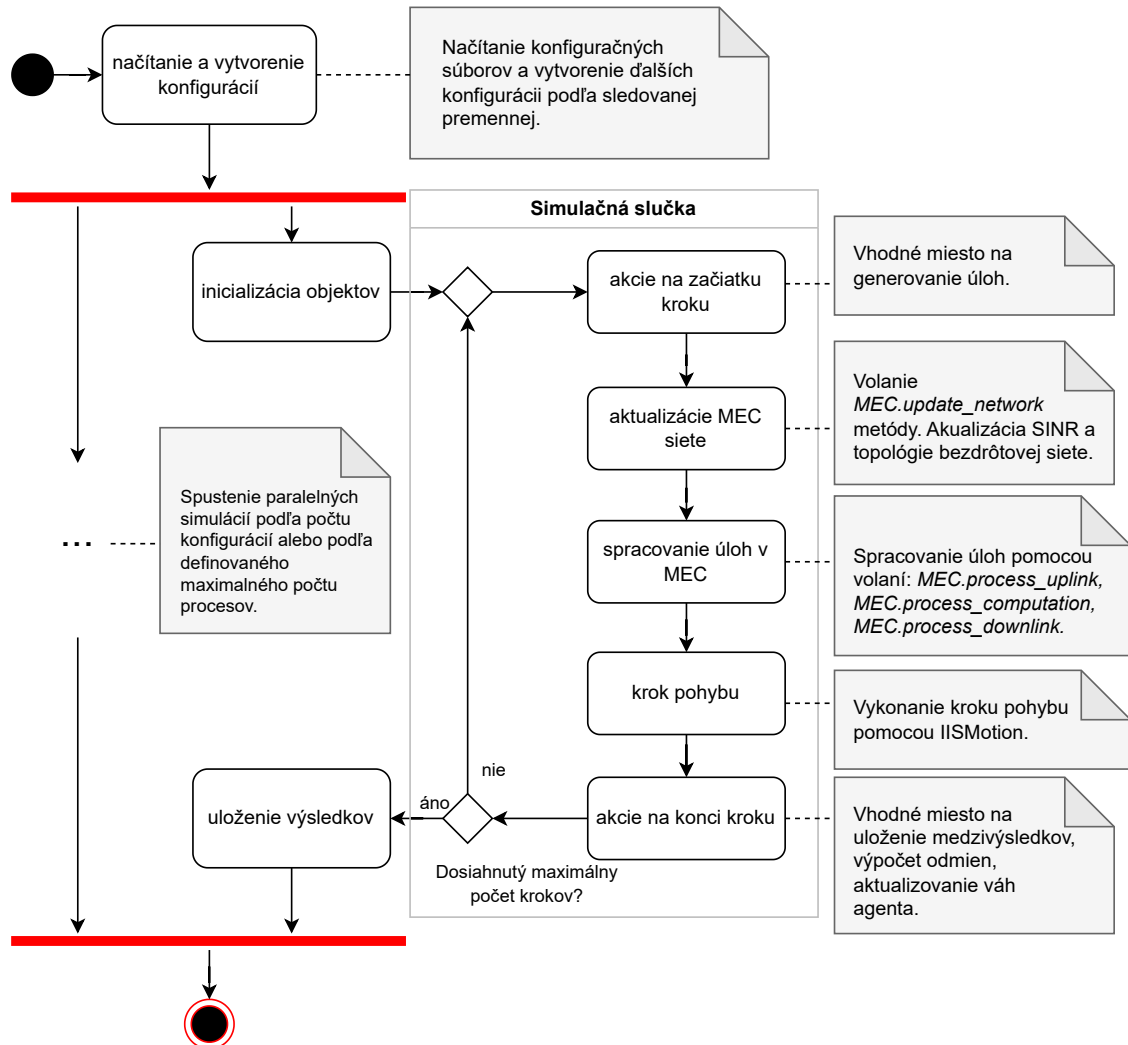 načítanie a vytvorenie
konfigurácií
Načítanie konfiguračných
súborov a vytvorenie ďalších
konfigurácii podľa sledovanej
premennej.
Simulačná slučka
inicializácia objektov
akcie na začiatku
kroku
Vhodné miesto na
generovanie úloh.
aktualizácie MEC
siete
Volanie
MEC.update_network
metódy. Akualizácia SINR a
topológie bezdrôtovej siete.
...
Spustenie paralelných
simulácií podľa počtu
konfigurácií alebo podľa
definovaného
maximalného počtu
procesov.
spracovanie úloh v
MEC
Spracovanie úloh pomocou
volaní: MEC.process_uplink,
MEC.process_computation,
MEC.process_downlink.
krok pohybu
Vykonanie kroku pohybu
pomocou IISMotion.
uloženie výsledkov
áno
nie
akcie na konci kroku
Dosiahnutý maximálny
počet krokov?
Vhodné miesto na
uloženie medzivýsledkov,
výpočet odmien,
aktualizovanie váh
agenta.